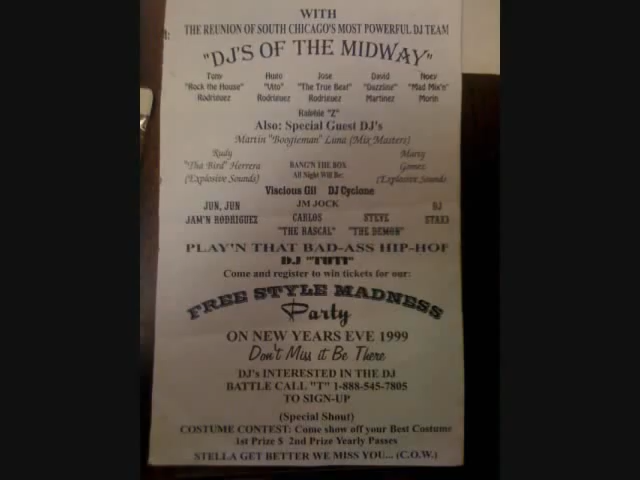 WITH
THE REUNION OF SOUTH CHICAGO'S MOST POWERFUL DJ TEAM
"DJ'S OF THE MIDWAY"
Tony Hugo Jose David Noey
"Rock the House" "Vito" "The True Beat" "Dazzline" "Mad Mix'n"
Rodriguez Rodriguez Rodriguez Martinez Morin
Rabbie "Z"
Also: Special Guest DJ's
Martin "Boogieman" Luna (Mix Masters)
Rudy Marcy
"Tha Bird" Herrera BANG'N THE BOX Gomez
(Explosive Sounds) All Night Will Be: (Explosive Sounds
Viscious Gil DJ Cyclone
JUN, JUN JM JOCK DJ
JAM'N RODRIGUEZ CARLOS STEVE
"THE RASCAL" "THE DEMON"
PLAY'N THAT BAD-ASS HIP-HOP
DJ "TUTI"
Come and register to win tickets for our:
FREE STYLE MADNESS
Party
ON NEW YEARS EVE 1999
Don't Miss it Be There
DJ's INTERESTED IN THE DJ
BATTLE CALL "T" 1-888-545-7805
TO SIGN-UP
(Special Shout)
COSTUME CONTEST: Come show off your Best Costume
1st Prize $ 2nd Prize Yearly Passes
STELLA GET BETTER WE MISS YOU... (C.O.W.)